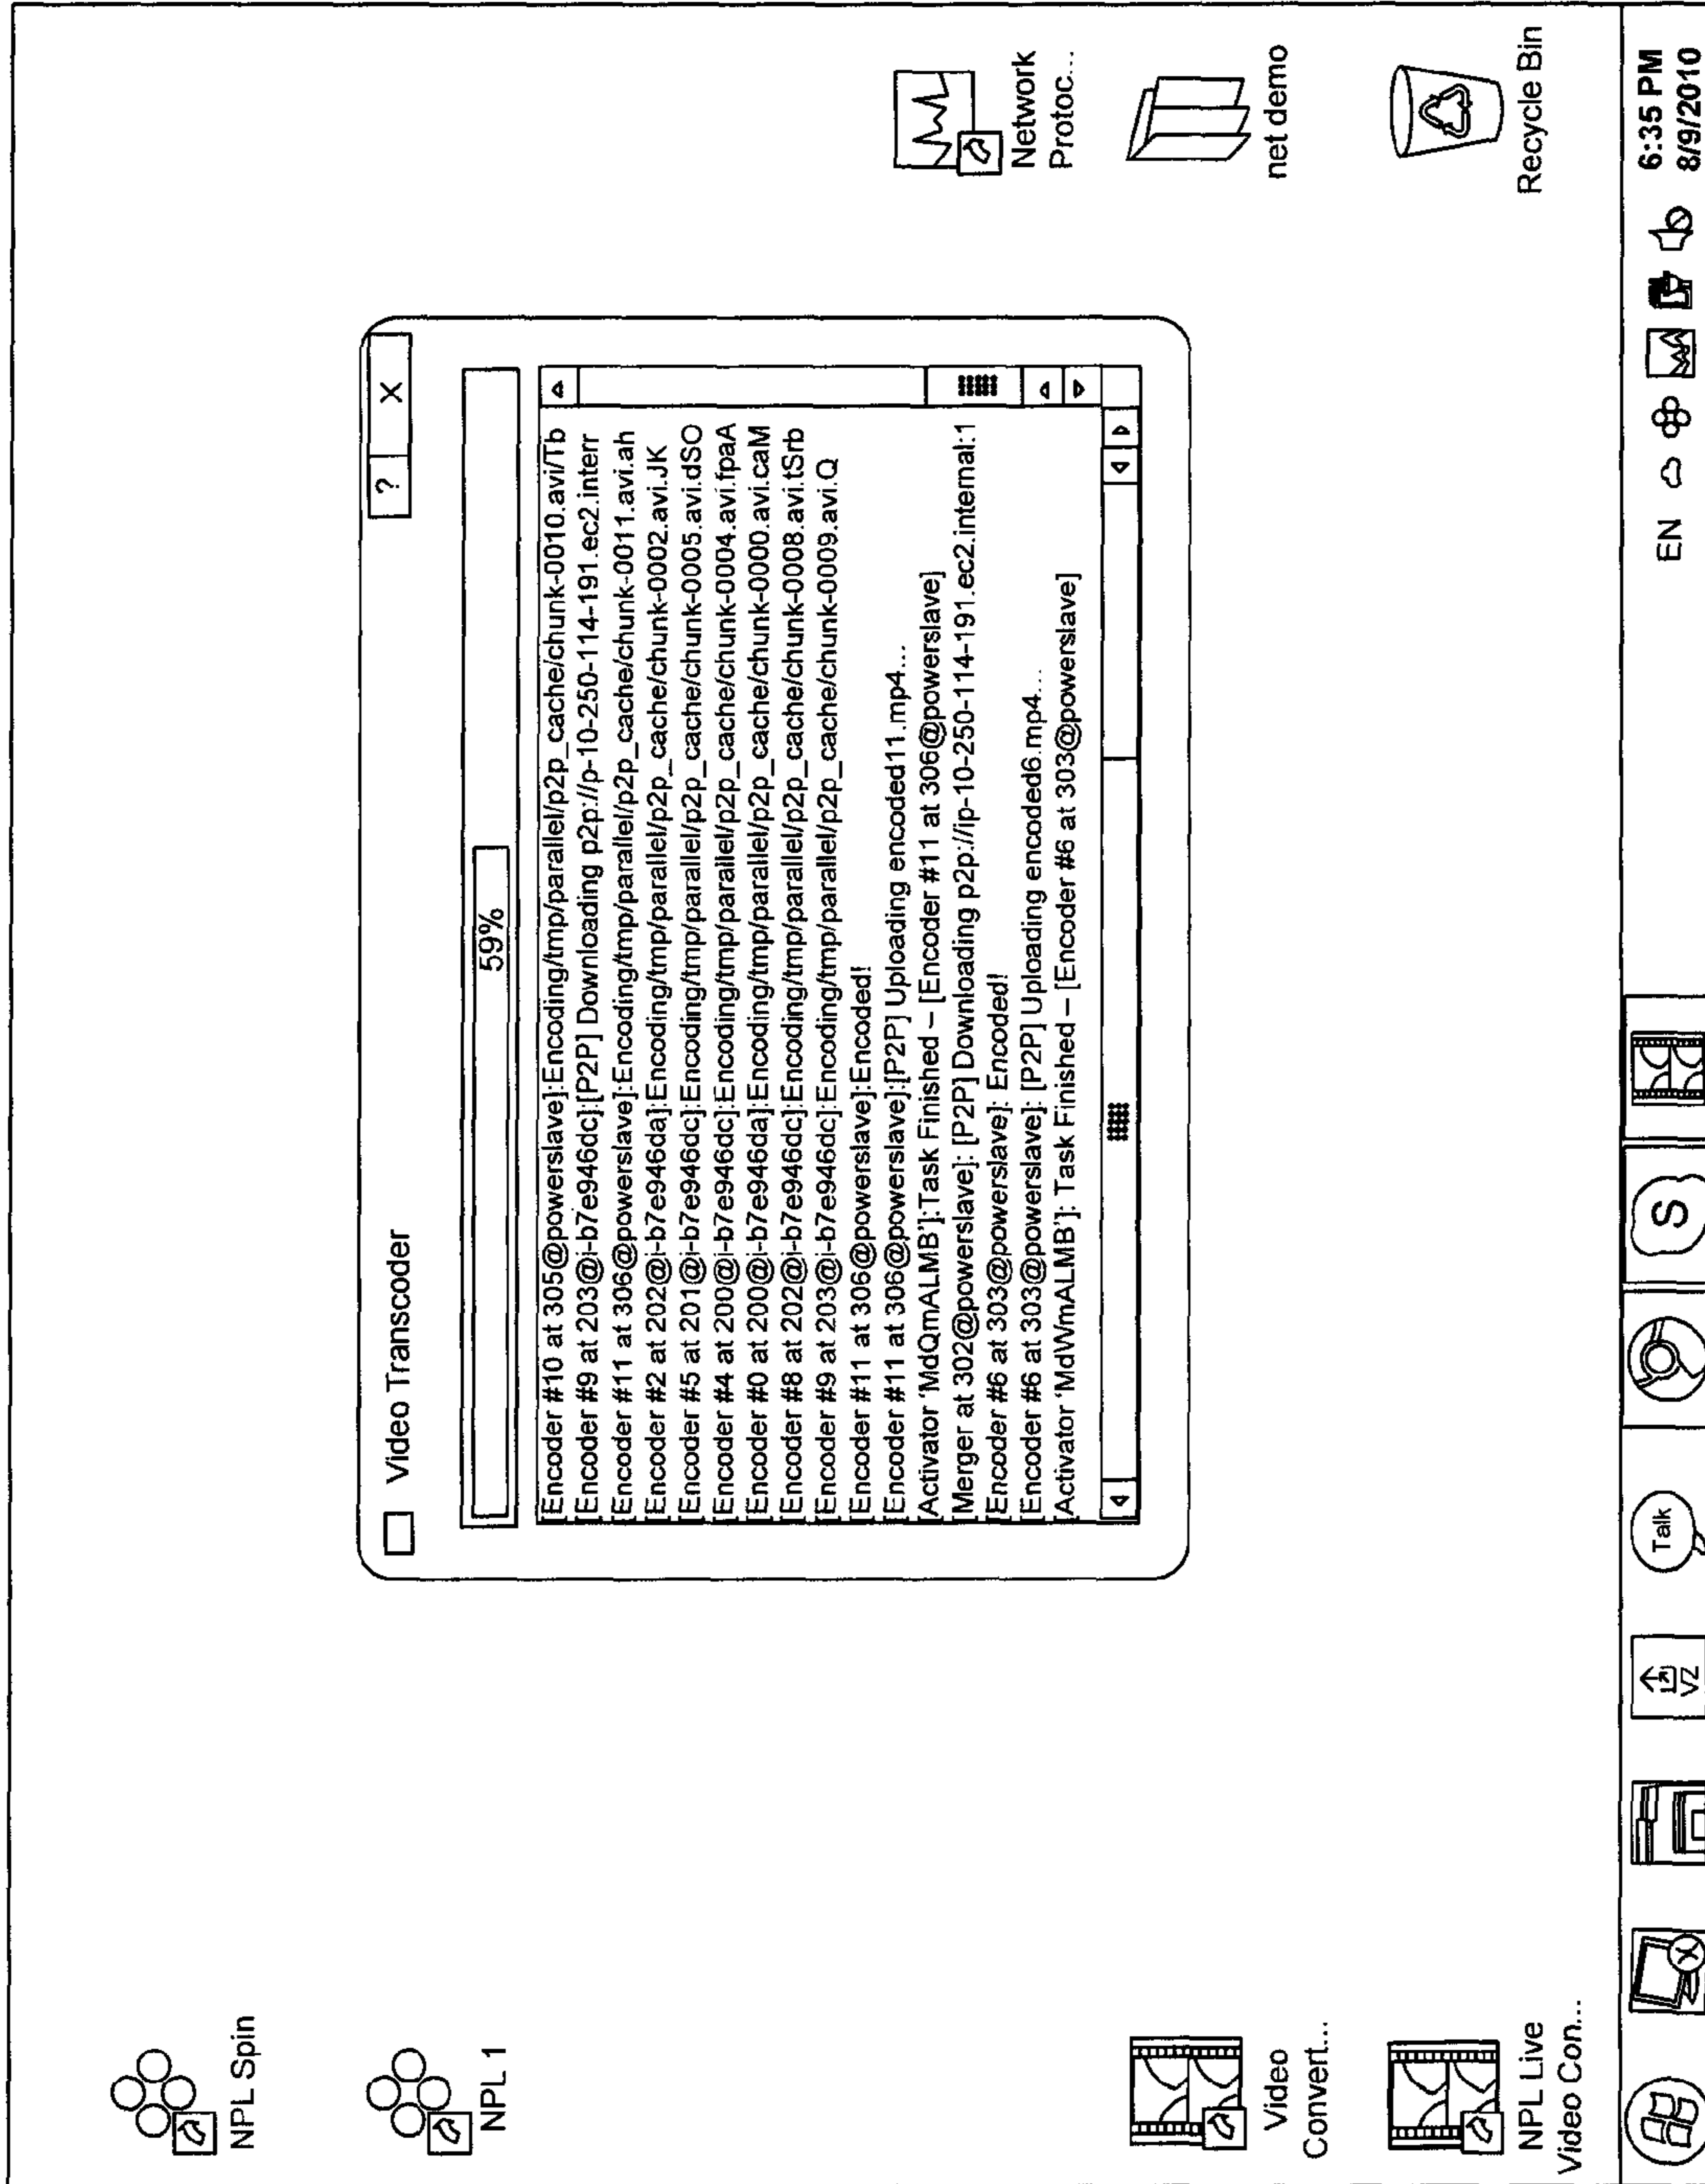 NPL Spin
NPL 1
Video
Convert...
NPL Live
Video Con...
Video Transcoder
? X
59%
[Encoder #10 at 305@powerslave]:Encoding/tmp/parallel/p2p_cache/chunk-0010.avi/Tb
[Encoder #9 at 203@i-b7e946dc]:[P2P] Downloading p2p://p-10-250-114-191.ec2.interr
[Encoder #11 at 306@powerslave]:Encoding/tmp/parallel/p2p_cache/chunk-0011.avi.ah
[Encoder #2 at 202@i-b7e946da]:Encoding/tmp/parallel/p2p_cache/chunk-0002.avi.JK
[Encoder #5 at 201@i-b7e946dc]:Encoding/tmp/parallel/p2p_cache/chunk-0005.avi.dSO
[Encoder #4 at 200@i-b7e946dc]:Encoding/tmp/parallel/p2p_cache/chunk-0004.avi.fpaA
[Encoder #0 at 200@i-b7e946da]:Encoding/tmp/parallel/p2p_cache/chunk-0000.avi.caM
[Encoder #8 at 202@i-b7e946dc]:Encoding/tmp/parallel/p2p_cache/chunk-0008.avi.tSrb
[Encoder #9 at 203@i-b7e946dc]:Encoding/tmp/parallel/p2p_cache/chunk-0009.avi.Q
[Encoder #11 at 306@powerslave]:Encoded!
[Encoder #11 at 306@powerslave]:[P2P] Uploading encoded11.mp4...
[Activator ‘MdQmALMB’]:Task Finished – [Encoder #11 at 306@powerslave]
[Merger at 302@powerslave]: [P2P] Downloading p2p://ip-10-250-114-191.ec2.internal:1
[Encoder #6 at 303@powerslave]: Encoded!
[Encoder #6 at 303@powerslave]: [P2P] Uploading encoded6.mp4...
[Activator ‘MdWmALMB’]: Task Finished – [Encoder #6 at 303@powerslave]
Network
Protoc...
net demo
Recycle Bin
VZ
Talk
S
EN
6:35 PM
8/9/2010